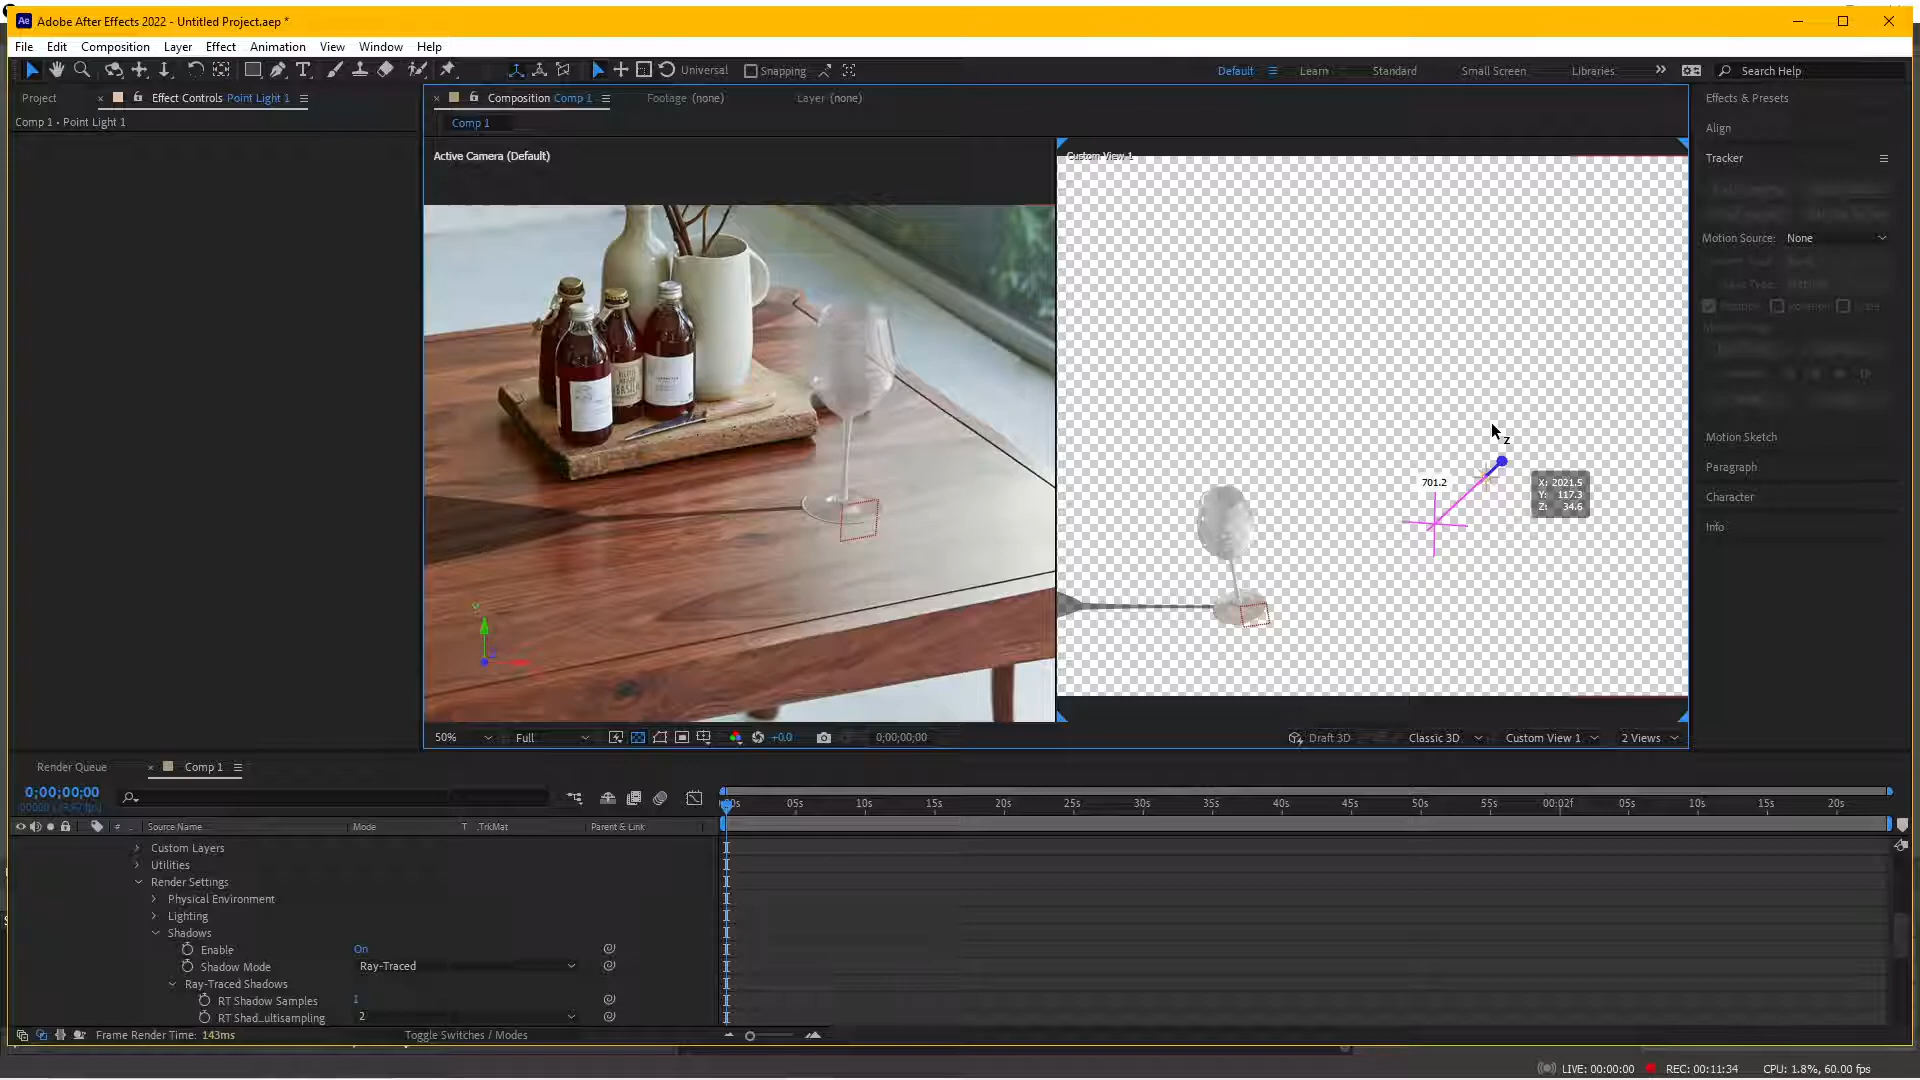 Adobe After Effects 2022 - Untitled Project.aep *
File Edit Composition Layer Effect Animation View Window Help
Universal Snapping Default Learn Standard Small Screen Libraries Search Help
Project Effect Controls Point Light 1
Comp 1 • Point Light 1
Composition Comp 1 Footage (none) Layer (none)
Comp 1
Active Camera (Default)
Custom View 1
701.2
X: 2021.5
Y: 117.3
Z: 34.6
Z
50% Full +0.0 0;00;00;00 Draft 3D Classic 3D Custom View 1 2 Views
Effects & Presets
Align
Tracker
Motion Source: None
Motion Sketch
Paragraph
Character
Info
Render Queue Comp 1
0;00;00;00
05s 10s 15s 20s 25s 30s 35s 40s 45s 50s 55s 00:02f 05s 10s 15s 20s
# Source Name Mode T .TrkMat Parent & Link
Custom Layers
Utilities
Render Settings
Physical Environment
Lighting
Shadows
Enable On
Shadow Mode Ray-Traced
Ray-Traced Shadows
RT Shadow Samples
RT Shad...ultisampling 2
Frame Render Time: 143ms Toggle Switches / Modes
LIVE: 00:00:00 REC: 00:11:34 CPU: 1.8%, 60.00 fps